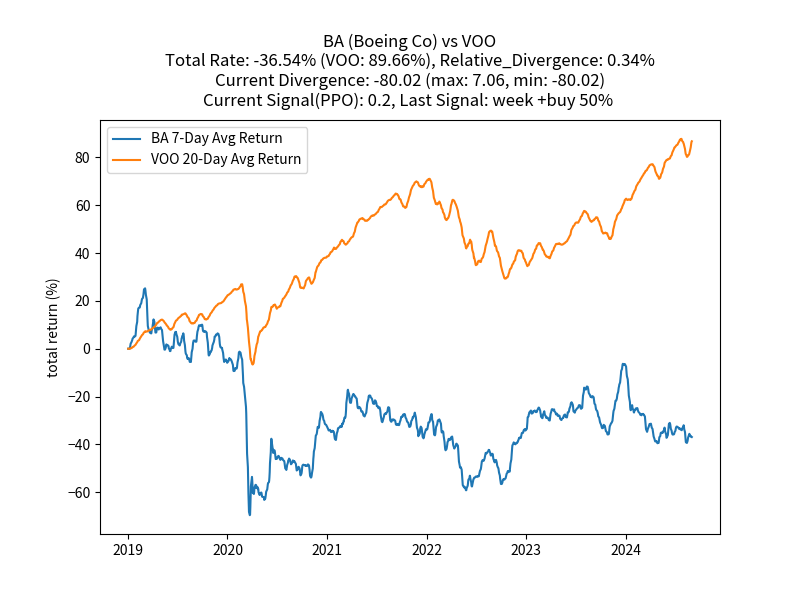 BA (Boeing Co) vs VOO
Total Rate: -36.54% (VOO: 89.66%), Relative_Divergence: 0.34%
Current Divergence: -80.02 (max: 7.06, min: -80.02)
Current Signal(PPO): 0.2, Last Signal: week +buy 50%
BA 7-Day Avg Return
VOO 20-Day Avg Return
total return (%)
80
60
40
20
0
−20
−40
−60
2019 2020 2021 2022 2023 2024